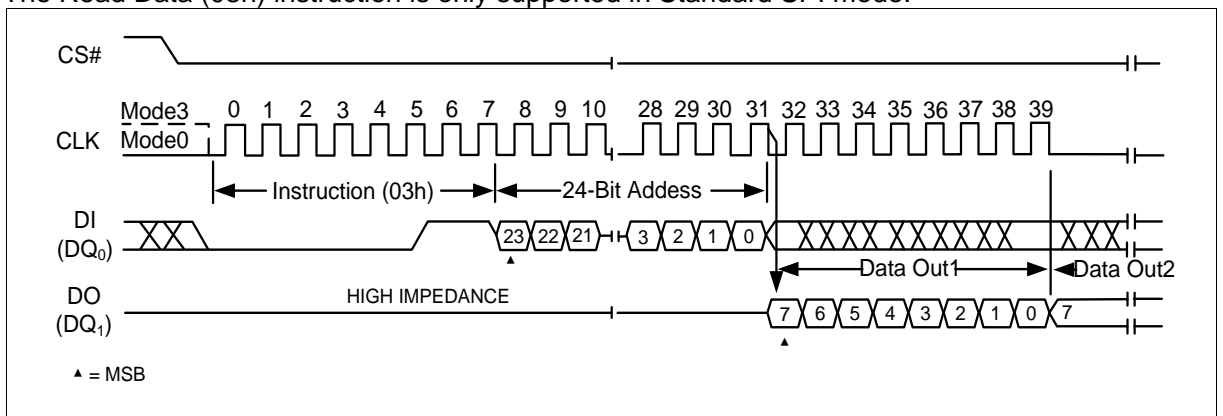 The Read Data (03h) instruction is only supported in Standard SPI mode.
CS#
Mode3 0 1 2 3 4 5 6 7 8 9 10 28 29 30 31 32 33 34 35 36 37 38 39
CLK Mode0
Instruction (03h) 24-Bit Addess
DI
(DQ0) 23 22 21 3 2 1 0
Data Out1 Data Out2
DO HIGH IMPEDANCE
(DQ1) 7 6 5 4 3 2 1 0 7
▲ = MSB